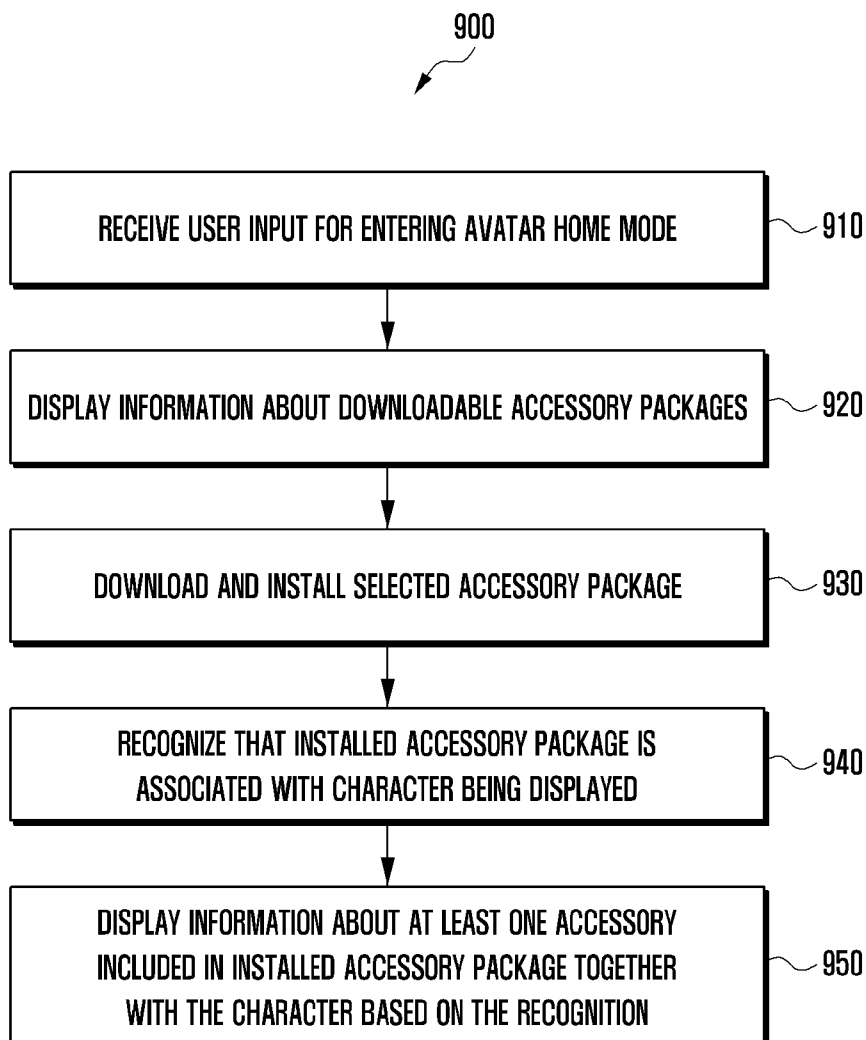 900
RECEIVE USER INPUT FOR ENTERING AVATAR HOME MODE
910
DISPLAY INFORMATION ABOUT DOWNLOADABLE ACCESSORY PACKAGES
920
DOWNLOAD AND INSTALL SELECTED ACCESSORY PACKAGE
930
RECOGNIZE THAT INSTALLED ACCESSORY PACKAGE IS
ASSOCIATED WITH CHARACTER BEING DISPLAYED
940
DISPLAY INFORMATION ABOUT AT LEAST ONE ACCESSORY
INCLUDED IN INSTALLED ACCESSORY PACKAGE TOGETHER
WITH THE CHARACTER BASED ON THE RECOGNITION
950